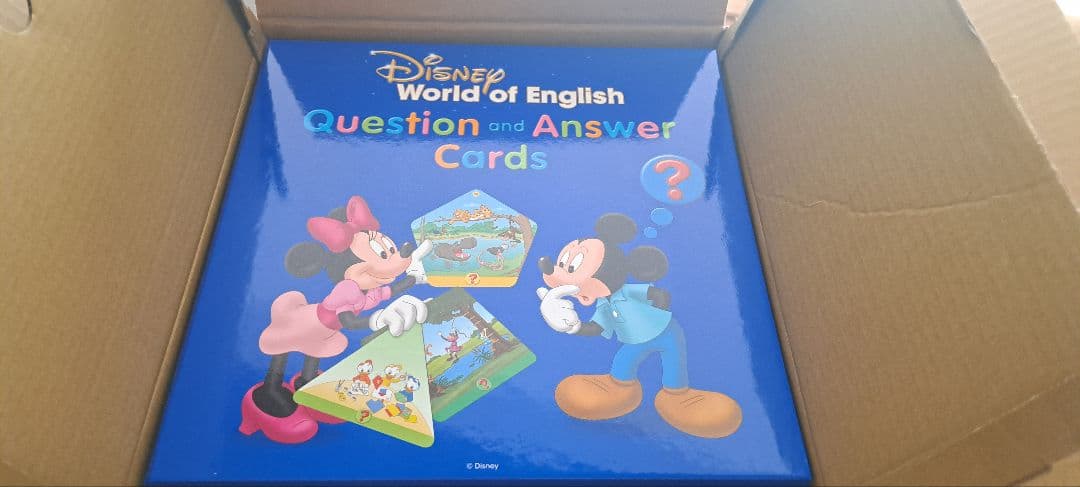 Disney
World of English
Question and Answer
Cards
?
?
?
?
© Disney